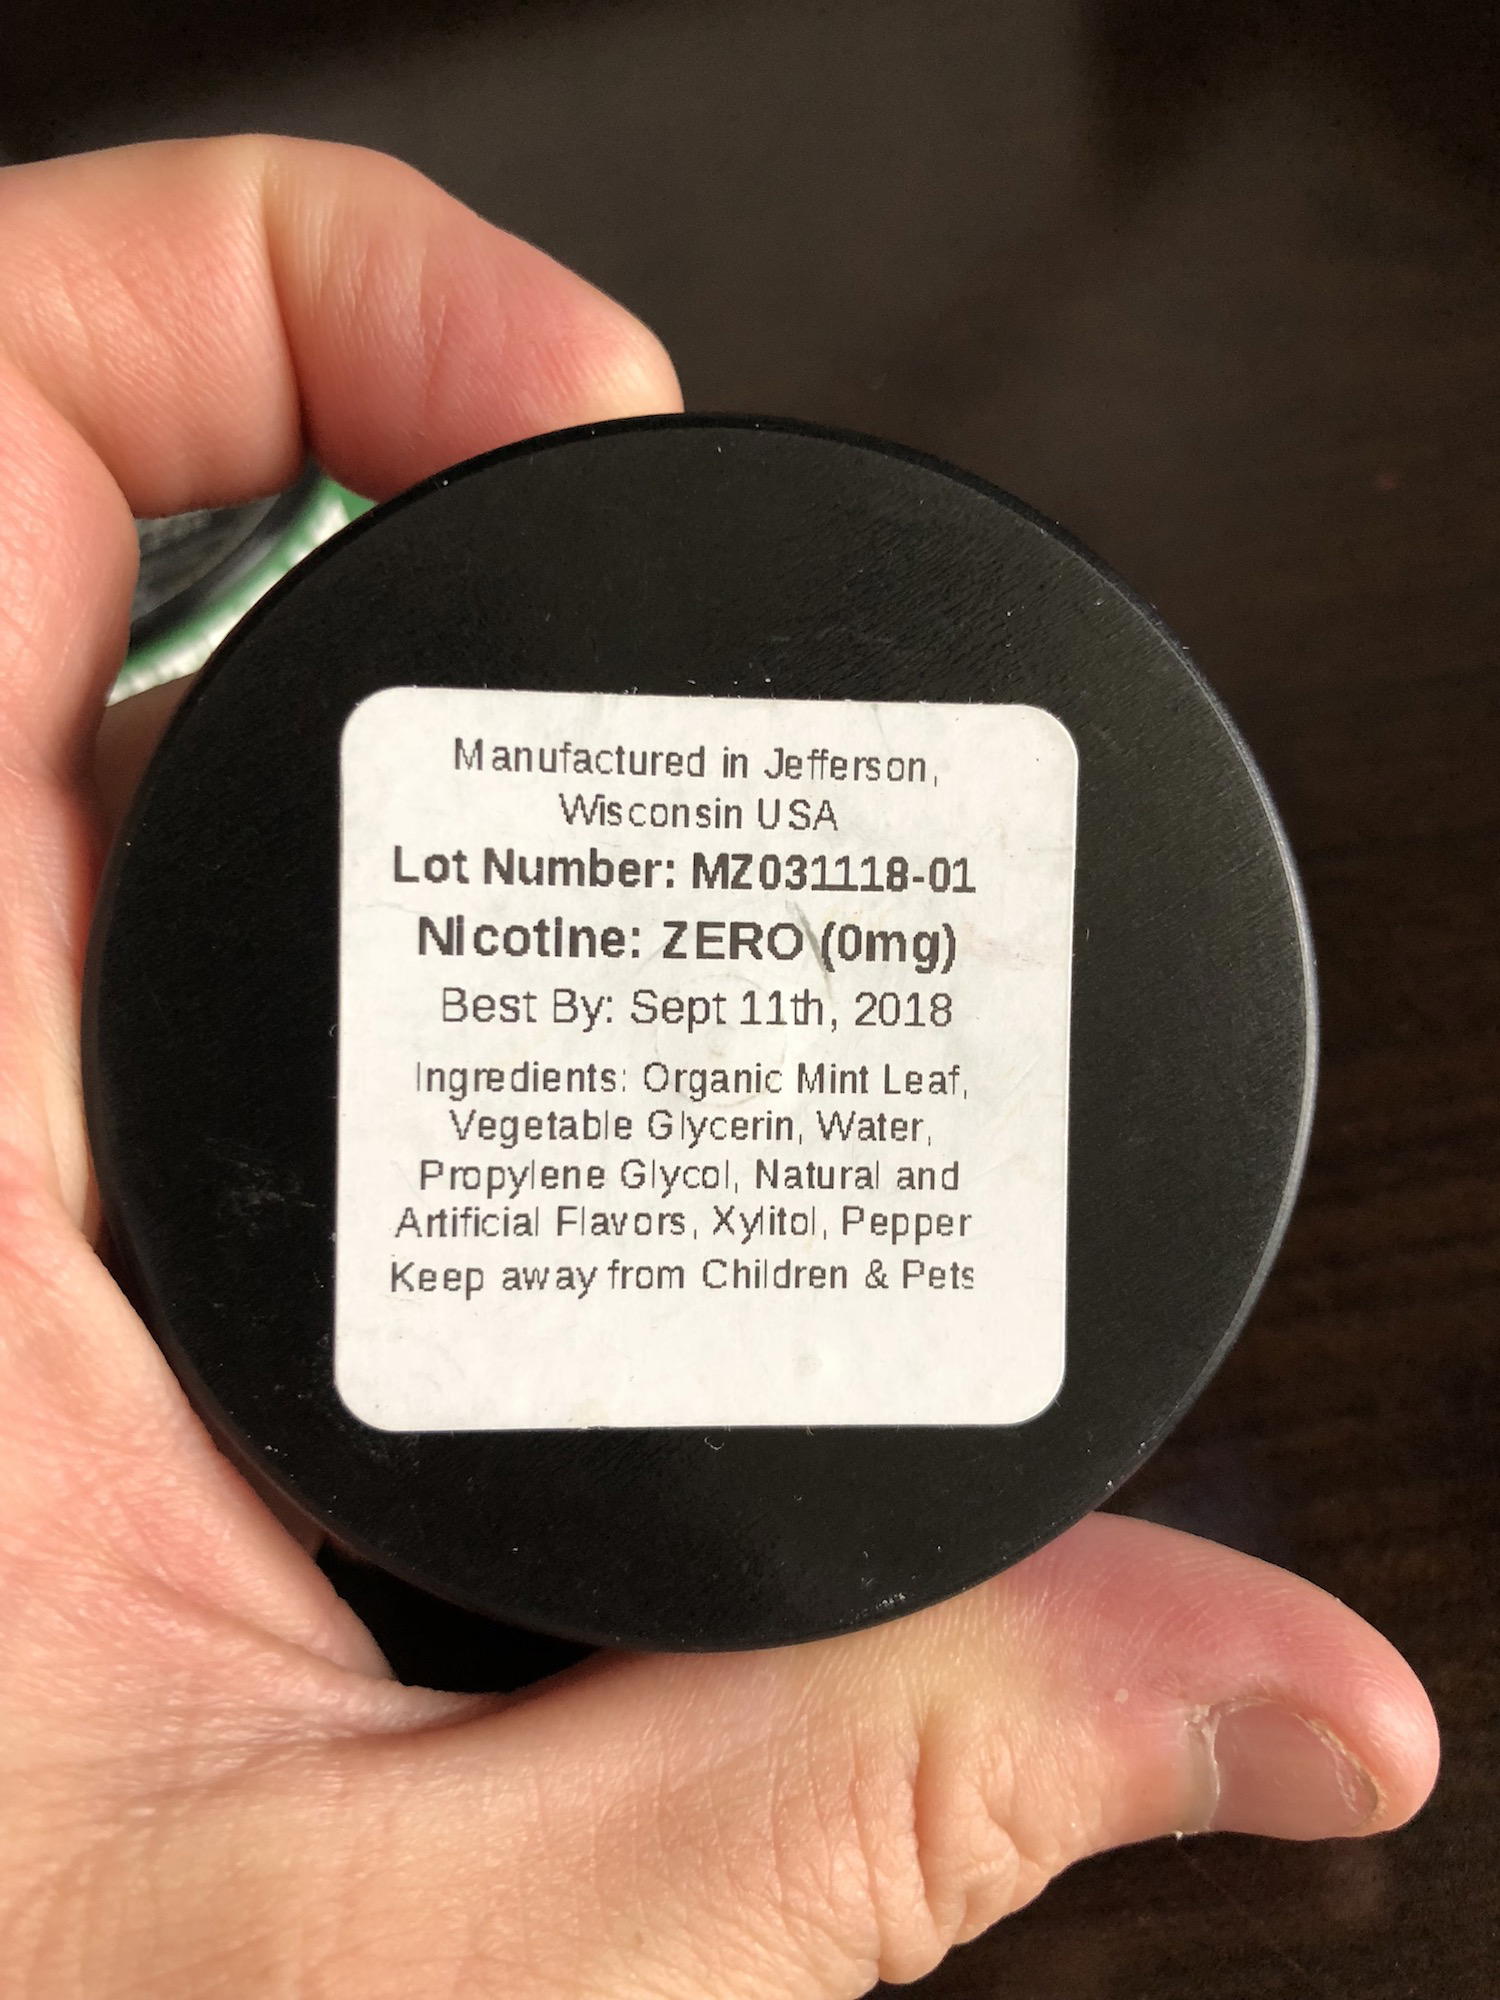 Manufactured in Jefferson,
Wisconsin USA
Lot Number: MZ031118-01
Nicotine: ZERO (0mg)
Best By: Sept 11th, 2018
Ingredients: Organic Mint Leaf,
Vegetable Glycerin, Water,
Propylene Glycol, Natural and
Artificial Flavors, Xylitol, Pepper
Keep away from Children & Pets